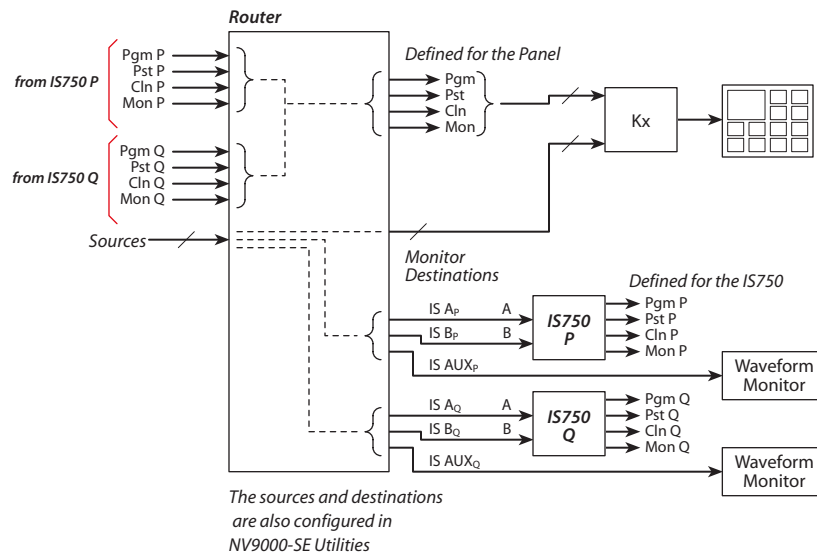 Router
from IS750 P
Pgm P
Pst P
Cln P
Mon P
from IS750 Q
Pgm Q
Pst Q
Cln Q
Mon Q
Sources
Defined for the Panel
Pgm
Pst
Cln
Mon
Kx
Monitor
Destinations
Defined for the IS750
IS AP
A
IS BP
B
IS750
P
Pgm P
Pst P
Cln P
Mon P
IS AUXP
Waveform
Monitor
IS AQ
A
IS BQ
B
IS750
Q
Pgm Q
Pst Q
Cln Q
Mon Q
IS AUXQ
Waveform
Monitor
The sources and destinations
are also configured in
NV9000-SE Utilities